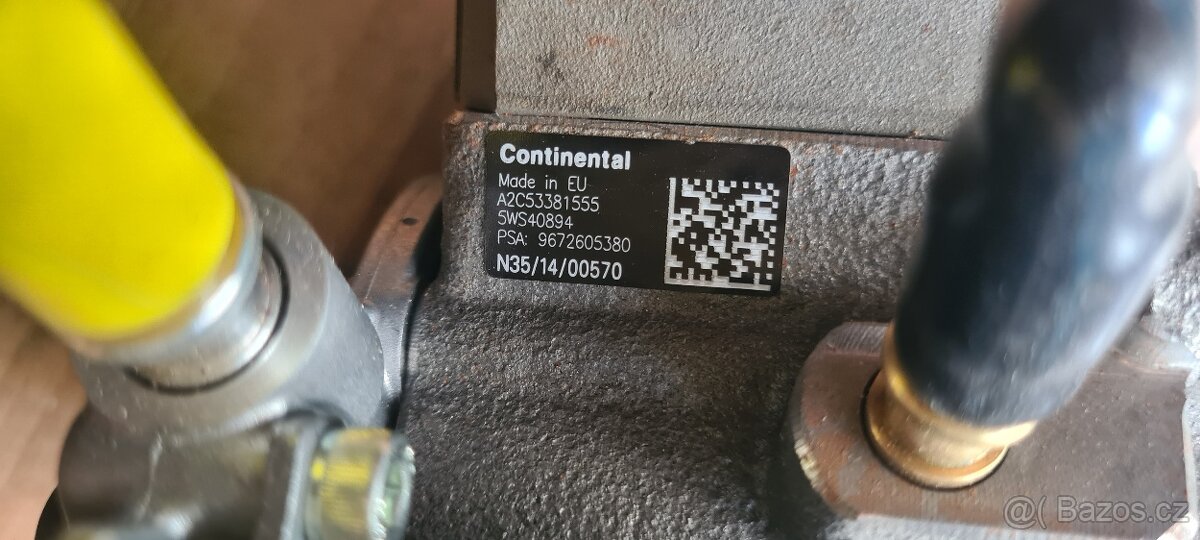 Continental
Made in EU
A2C53381555
5WS40894
PSA: 9672605380
N35/14/00570
@( Bazos.cz